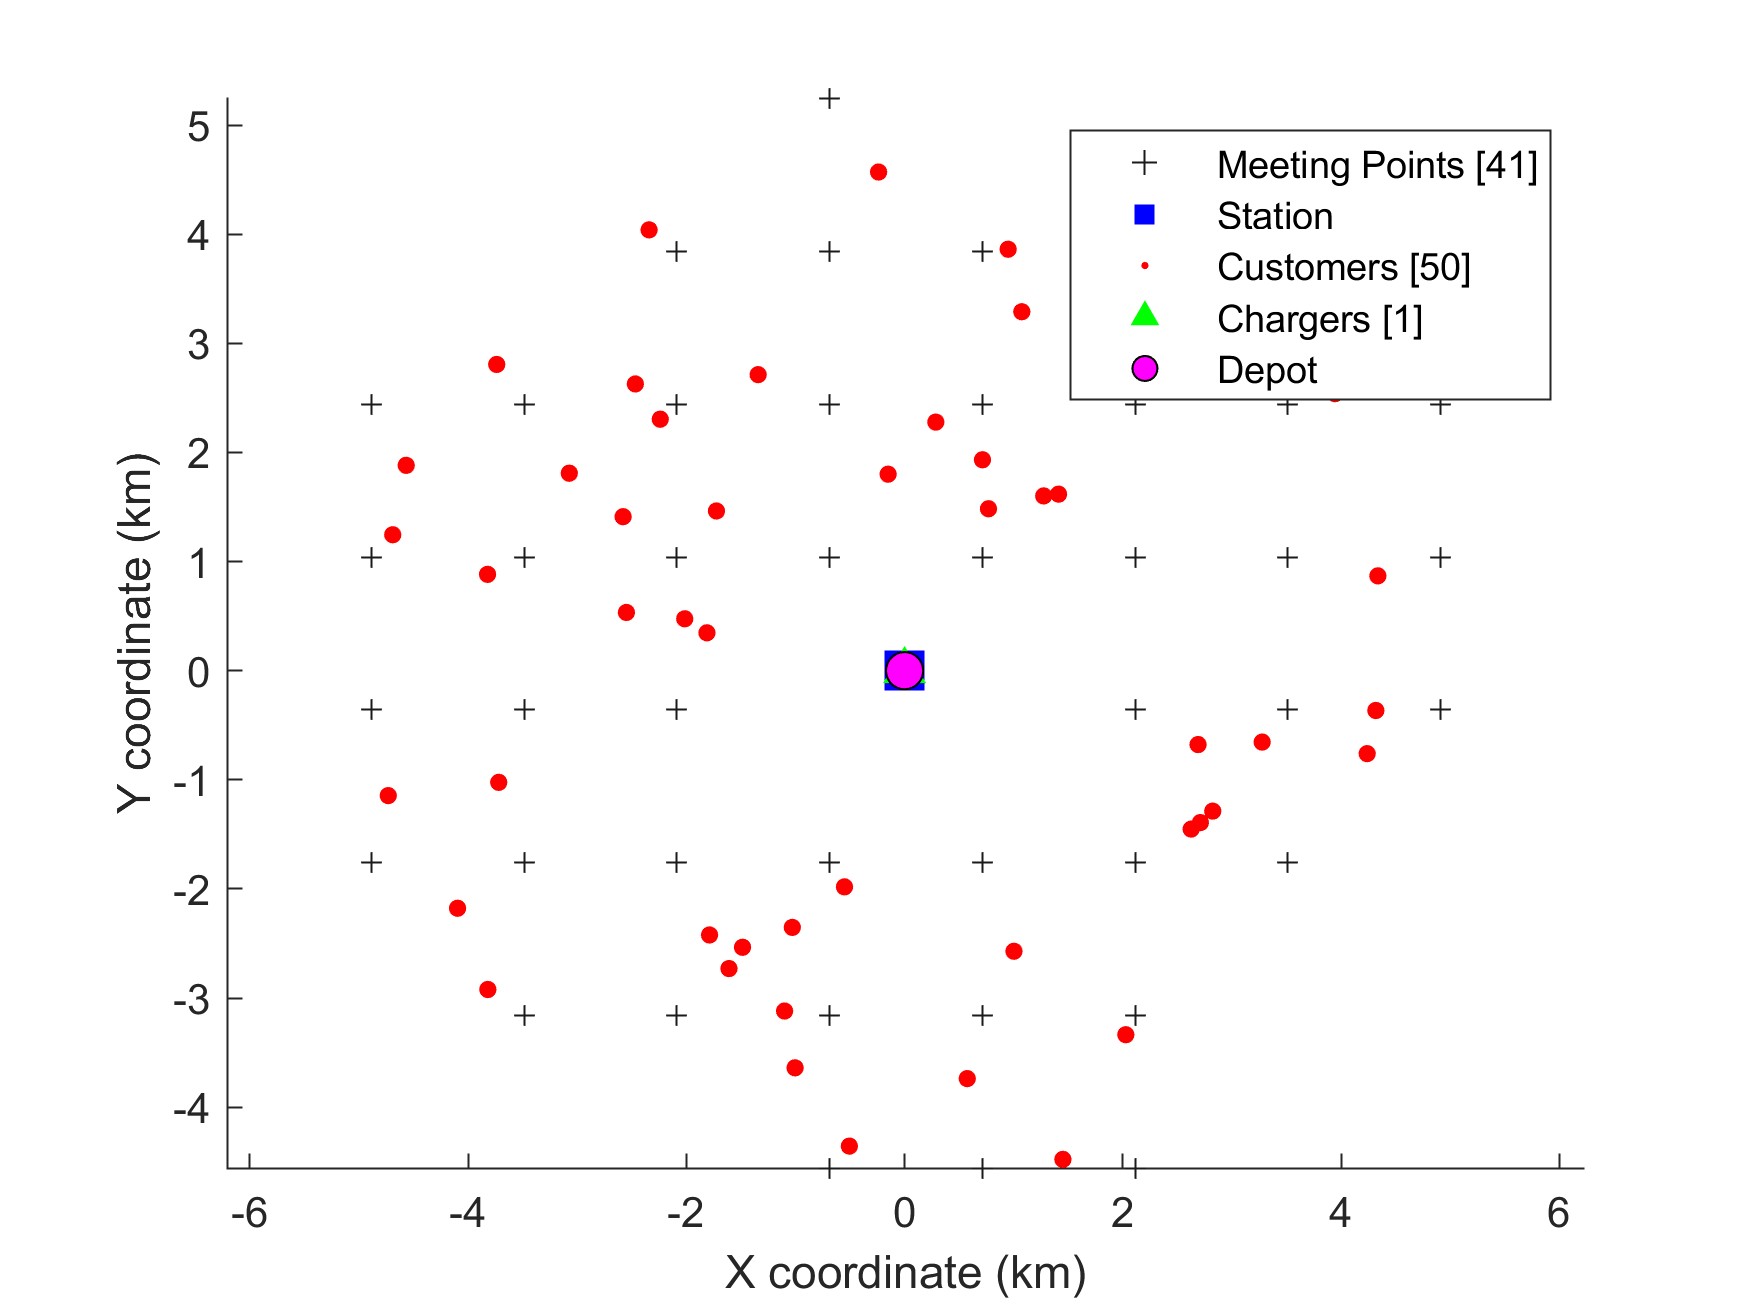 5
4
3
2
1
0
-1
-2
-3
-4
Y coordinate (km)
Meeting Points [41]
Station
Customers [50]
Chargers [1]
Depot
-6 -4 -2 0 2 4 6
X coordinate (km)